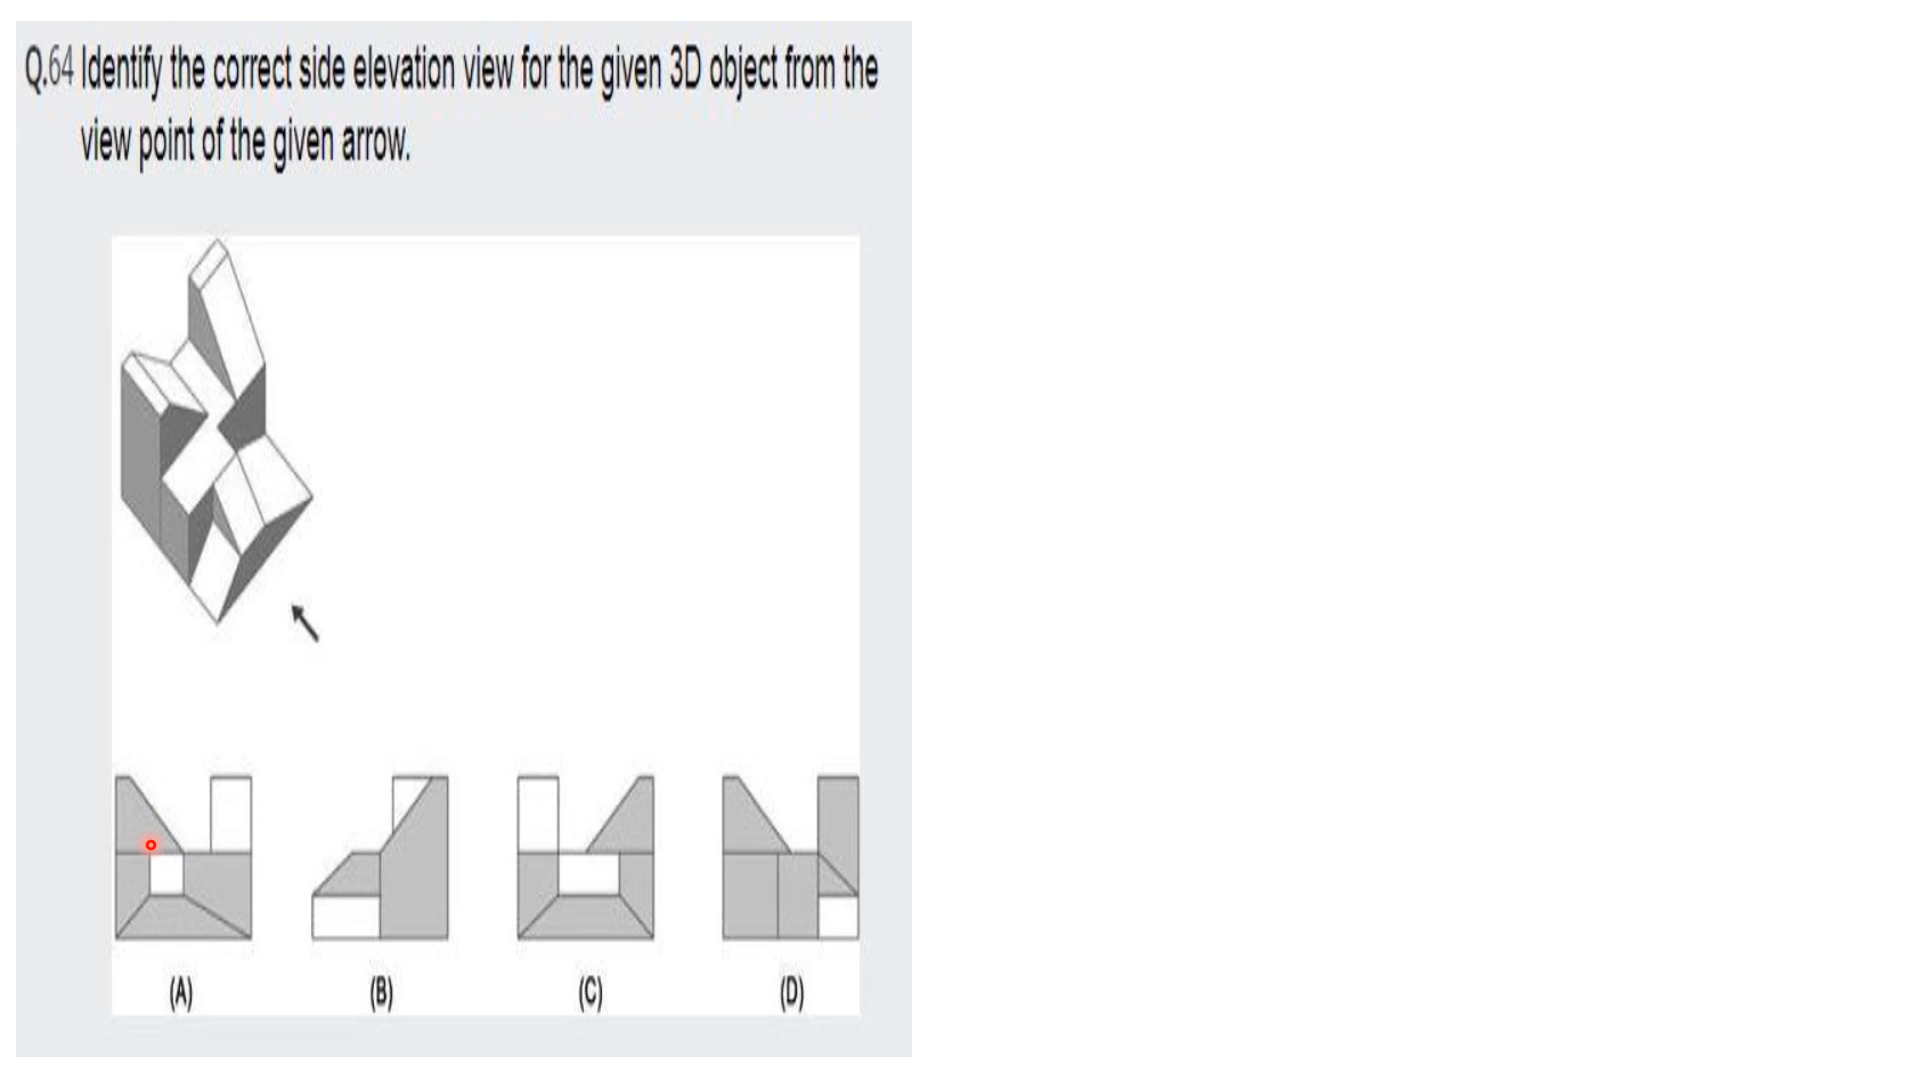 Q.64 Identify the correct side elevation view for the given 3D object from the
view point of the given arrow.
(A) (B) (C) (D)